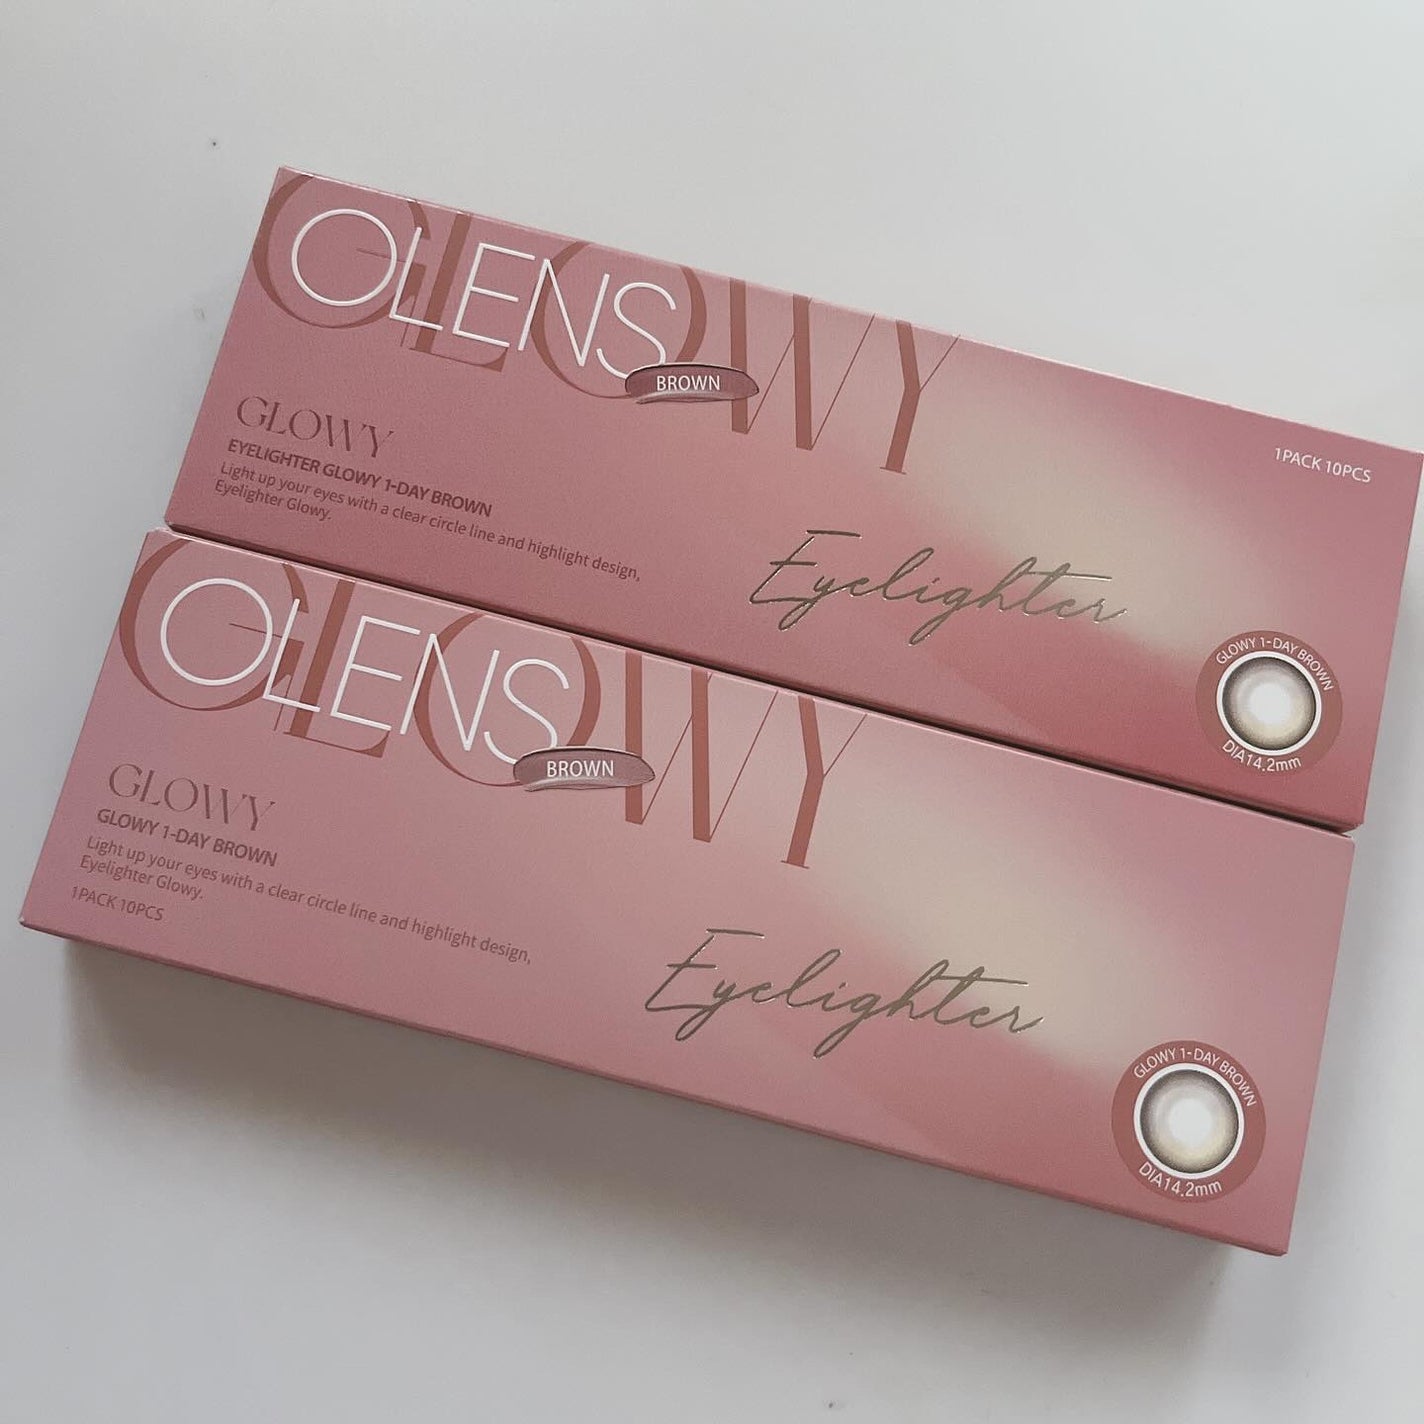 GLOWY
OLENS
BROWN
GLOWY
EYELIGHTER GLOWY 1-DAY BROWN
Light up your eyes with a clear circle line and highlight design,
Eyelighter Glowy.
1PACK 10PCS
Eyelighter
GLOWY 1-DAY BROWN
DIA14.2mm
GLOWY
OLENS
BROWN
GLOWY
GLOWY 1-DAY BROWN
Light up your eyes with a clear circle line and highlight design,
Eyelighter Glowy.
1PACK 10PCS
Eyelighter
GLOWY 1-DAY BROWN
DIA14.2mm